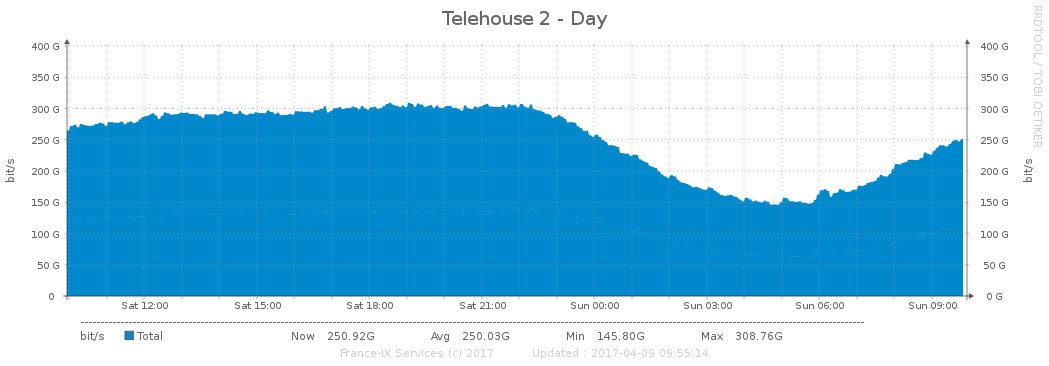 Telehouse 2 - Day
RRDTOOL / TOBI OETIKER
bit/s
400 G 400 G
350 G 350 G
300 G 300 G
250 G 250 G
200 G 200 G
150 G 150 G
100 G 100 G
50 G 50 G
0 0 G
bit/s
Sat 12:00 Sat 15:00 Sat 18:00 Sat 21:00 Sun 00:00 Sun 03:00 Sun 06:00 Sun 09:00
bit/s Total Now 250.92G Avg 250.03G Min 145.80G Max 308.76G
France-IX Services (c) 2017 Updated : 2017-04-09 09:55:14